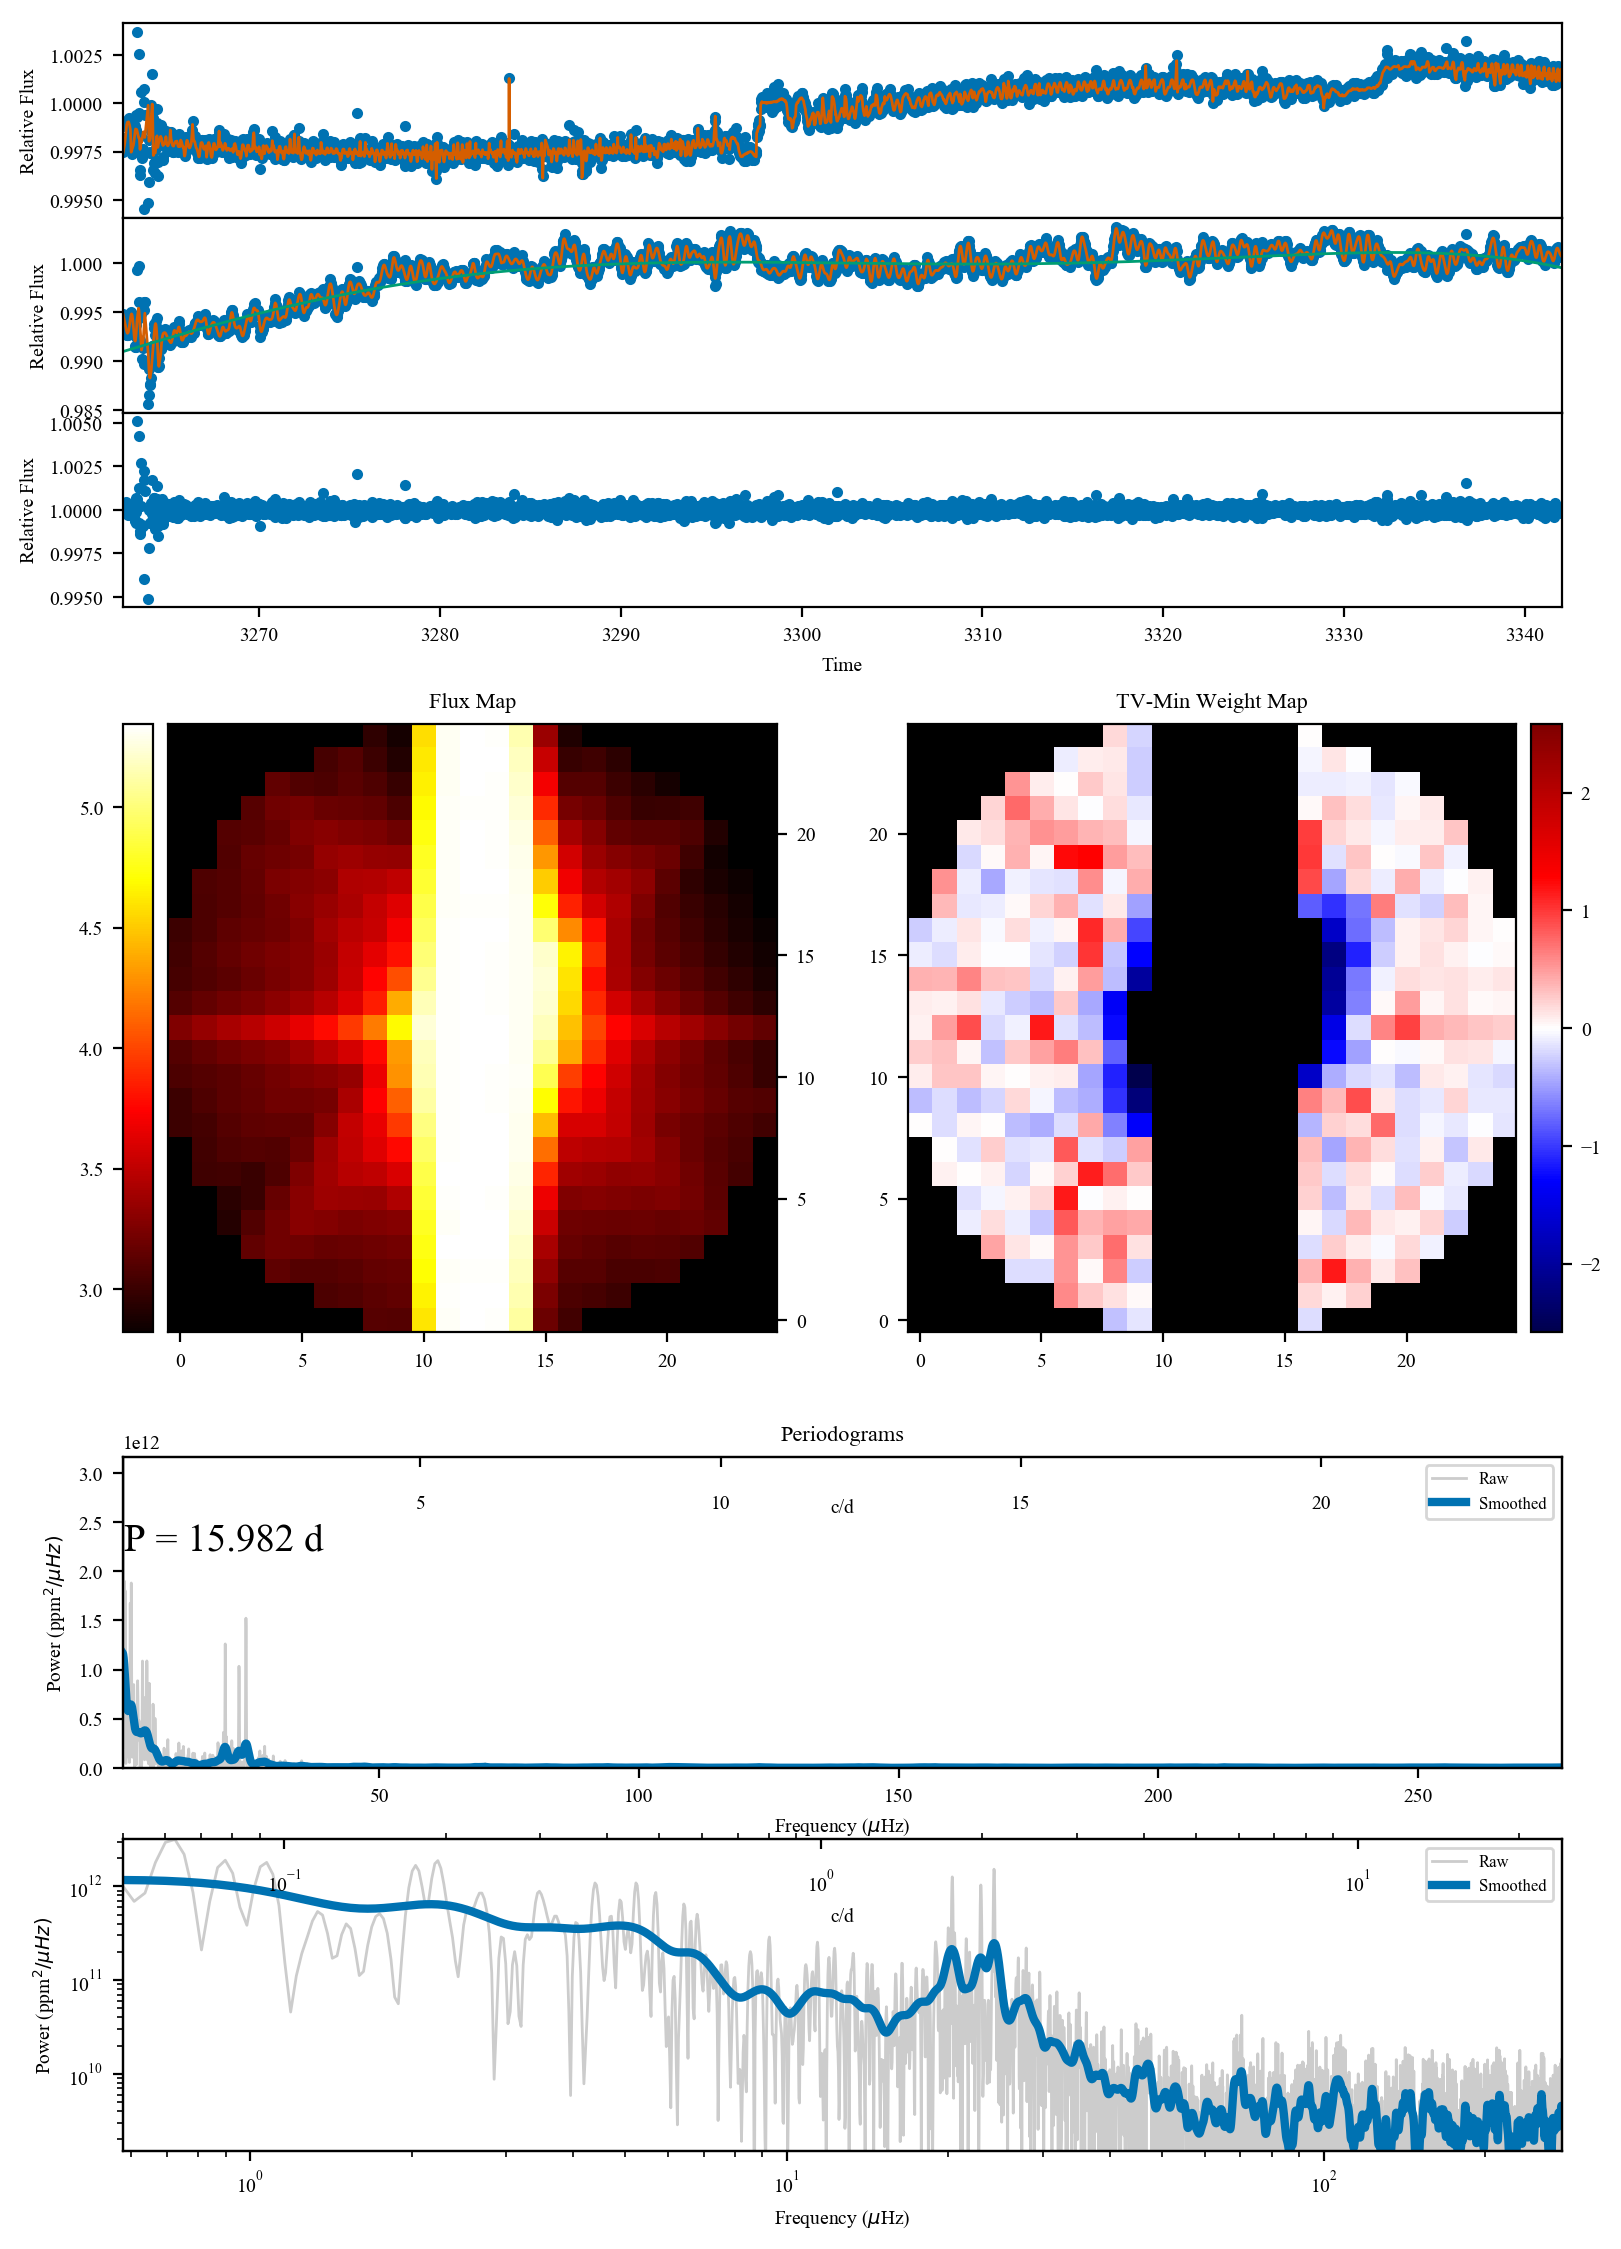 1.0025
1.0000
0.9975
0.9950
Relative Flux
1.000
0.995
0.990
0.985
Relative Flux
1.0050
1.0025
1.0000
0.9975
0.9950
Relative Flux
3270 3280 3290 3300 3310 3320 3330 3340
Time
Flux Map
TV-Min Weight Map
5.0
4.5
4.0
3.5
3.0
20
15
10
5
0
0 5 10 15 20
20
15
10
5
0
0 5 10 15 20
2
1
0
−1
−2
Periodograms
1e12
3.0
2.5
2.0
1.5
1.0
0.5
0.0
Power (ppm²/μHz)
5 10 15 20
c/d
P = 15.982 d
Raw
Smoothed
50 100 150 200 250
Frequency (μHz)
10⁻¹ 10⁰ 10¹
c/d
Raw
Smoothed
10¹²
10¹¹
10¹⁰
Power (ppm²/μHz)
10⁰ 10¹ 10²
Frequency (μHz)